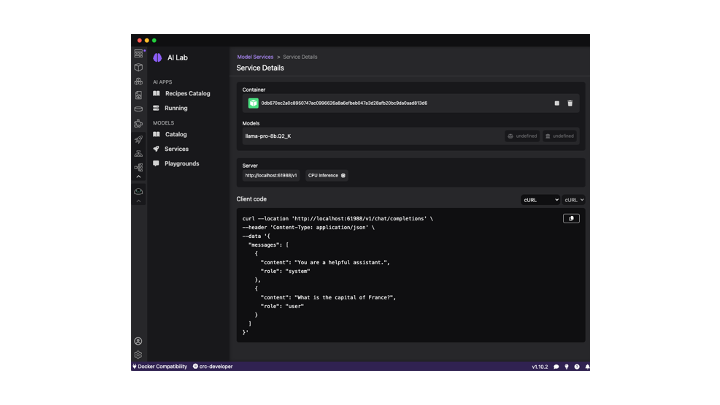 AI Lab
AI APPS
Recipes Catalog
Running
MODELS
Catalog
Services
Playgrounds
Model Services > Service Details
Service Details
Container
Models
llama-pro-8b.Q2_K
undefined
undefined
Server
http://localhost:61988/v1
CPU Inference
Client code
cURL
cURL
curl --location 'http://localhost:61988/v1/chat/completions' \
--header 'Content-Type: application/json' \
--data '{
"messages": [
{
"content": "You are a helpful assistant.",
"role": "system"
},
{
"content": "What is the capital of France?",
"role": "user"
}
]
}'
Docker Compatibility
crc-developer
v1.10.2